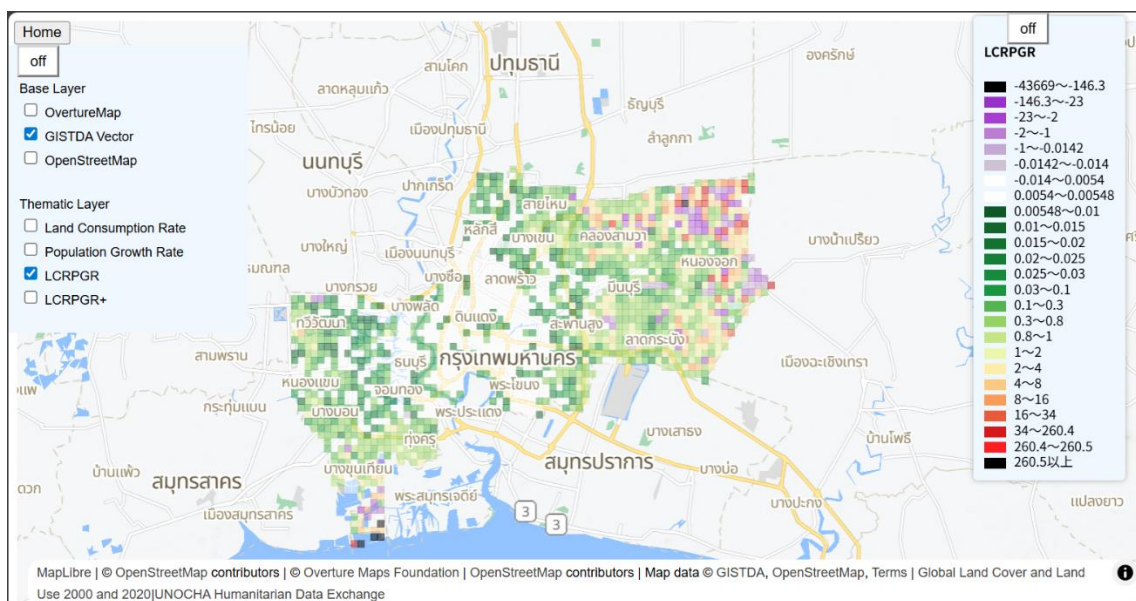 Home
off
Base Layer
OvertureMap
GISTDA Vector
OpenStreetMap
Thematic Layer
Land Consumption Rate
Population Growth Rate
LCRPGR
LCRPGR+
off
LCRPGR
-43669～-146.3
-146.3～-23
-23～-2
-2～-1
-1～-0.0142
-0.0142～-0.014
-0.014～0.0054
0.0054～0.00548
0.00548～0.01
0.01～0.015
0.015～0.02
0.02～0.025
0.025～0.03
0.03～0.1
0.1～0.3
0.3～0.8
0.8～1
1～2
2～4
4～8
8～16
16～34
34～260.4
260.4～260.5
260.5以上
ปทุมธานี
สามโคก
องครักษ์
ลาดหลุมแก้ว
ธัญบุรี
ไทรน้อย
เมืองปทุมธานี
ลำลูกกา
นนทบุรี
ปากเกร็ด
บางบัวทอง
สายไหม
หลักสี่
บางเขน
คลองสามวา
บางน้ำเปรี้ยว
บางใหญ่
เมืองนนทบุรี
หนองจอก
บางซื่อ
ลาดพร้าว
มีนบุรี
บางกรวย
บางพลัด
ดินแดง
สะพานสูง
ทวีวัฒนา
ลาดกระบัง
สามพราน
ธนบุรี
กรุงเทพมหานคร
เมืองฉะเชิงเทรา
หนองแขม
จอมทอง
พระโขนง
กระทุ่มแบน
บางบอน
พระประแดง
บางเสาธง
ทุ่งครุ
บ้านโพธิ์
บ้านแพ้ว
บางขุนเทียน
สมุทรปราการ
บางบ่อ
สมุทรสาคร
พระสมุทรเจดีย์
บางปะกง
แปลงยาว
เมืองสมุทรสาคร
3
3
MapLibre | © OpenStreetMap contributors | © Overture Maps Foundation | OpenStreetMap contributors | Map data © GISTDA, OpenStreetMap, Terms | Global Land Cover and Land
Use 2000 and 2020|UNOCHA Humanitarian Data Exchange